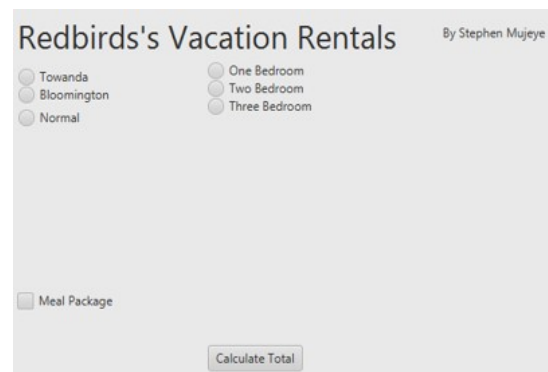 Redbirds's Vacation Rentals
By Stephen Mujeye
Towanda
Bloomington
Normal
One Bedroom
Two Bedroom
Three Bedroom
Meal Package
Calculate Total